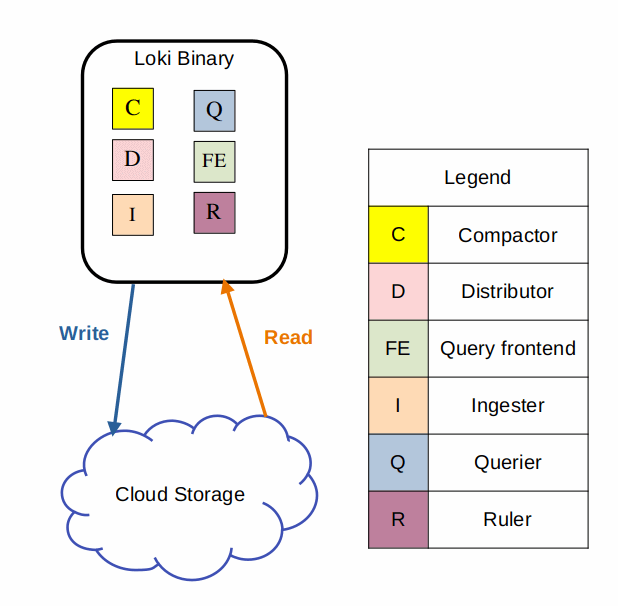 Loki Binary
C
Q
D
FE
I
R
Write
Read
Cloud Storage
Legend
C Compactor
D Distributor
FE Query frontend
I Ingester
Q Querier
R Ruler